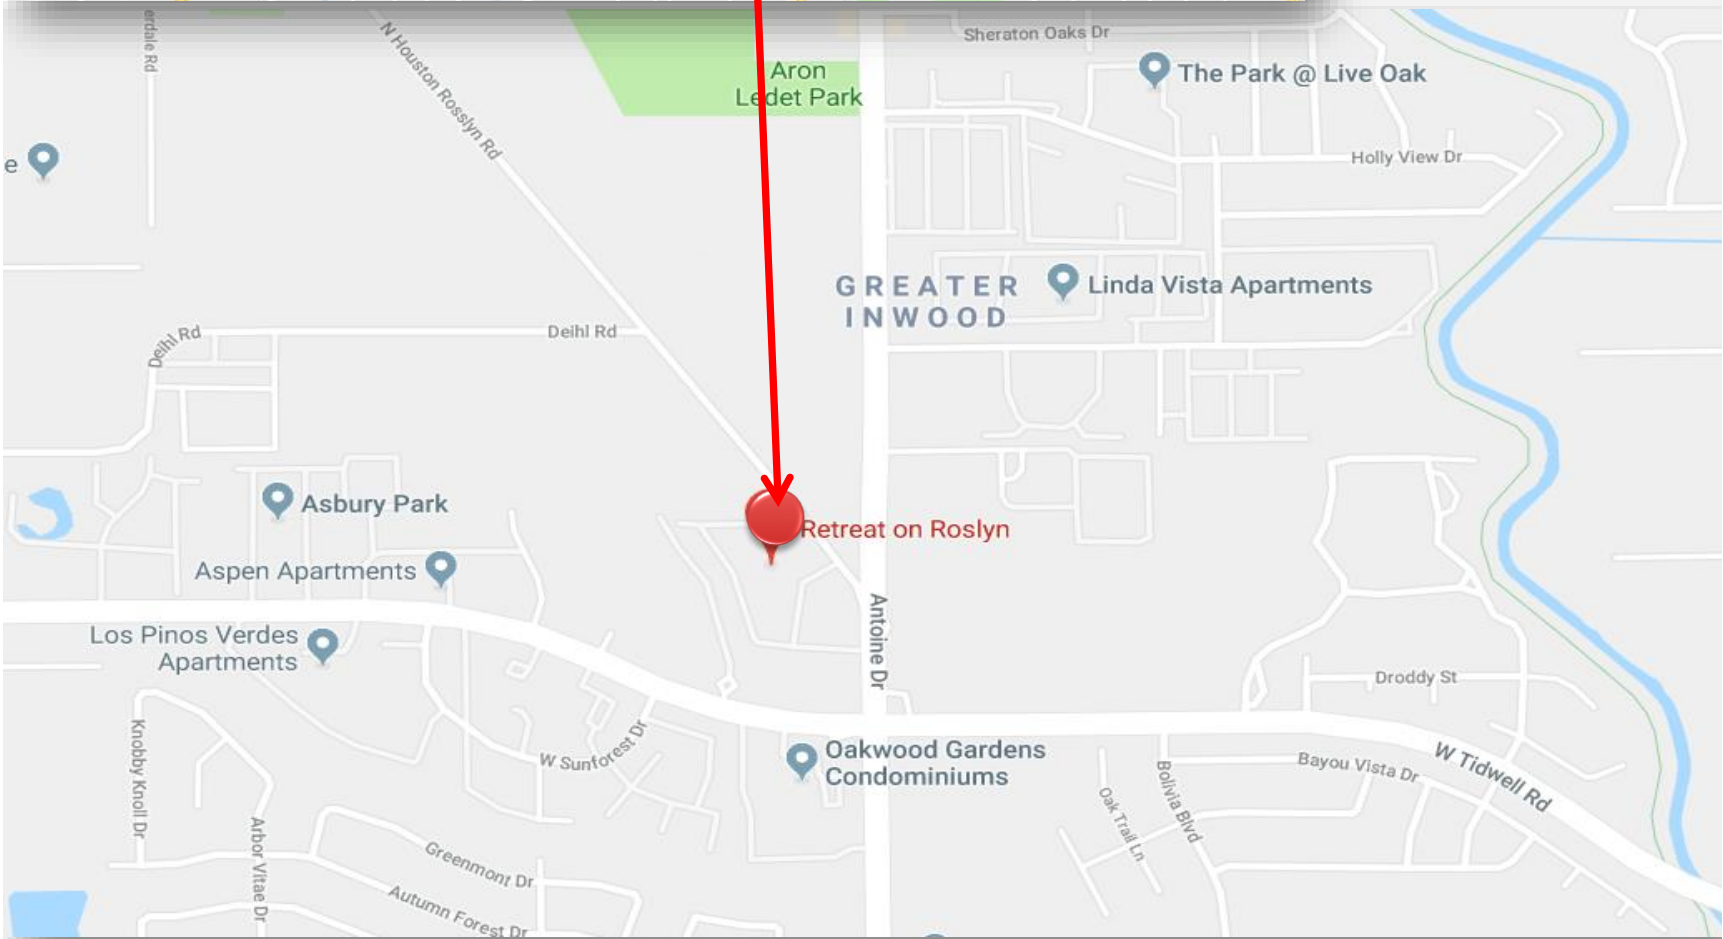 erdale Rd
N Houston Rosslyn Rd
Sheraton Oaks Dr
Aron
Ledet Park
The Park @ Live Oak
e
Holly View Dr
GREATER
INWOOD
Linda Vista Apartments
Deihl Rd
Deihl Rd
Asbury Park
Retreat on Roslyn
Aspen Apartments
Antoine Dr
Los Pinos Verdes
Apartments
Droddy St
Knobby Knoll Dr
W Sunforest Dr
Oakwood Gardens
Condominiums
Bolivia Blvd
Bayou Vista Dr
W Tidwell Rd
Oak Trail Ln
Arbor Vitae Dr
Greenmont Dr
Autumn Forest Dr